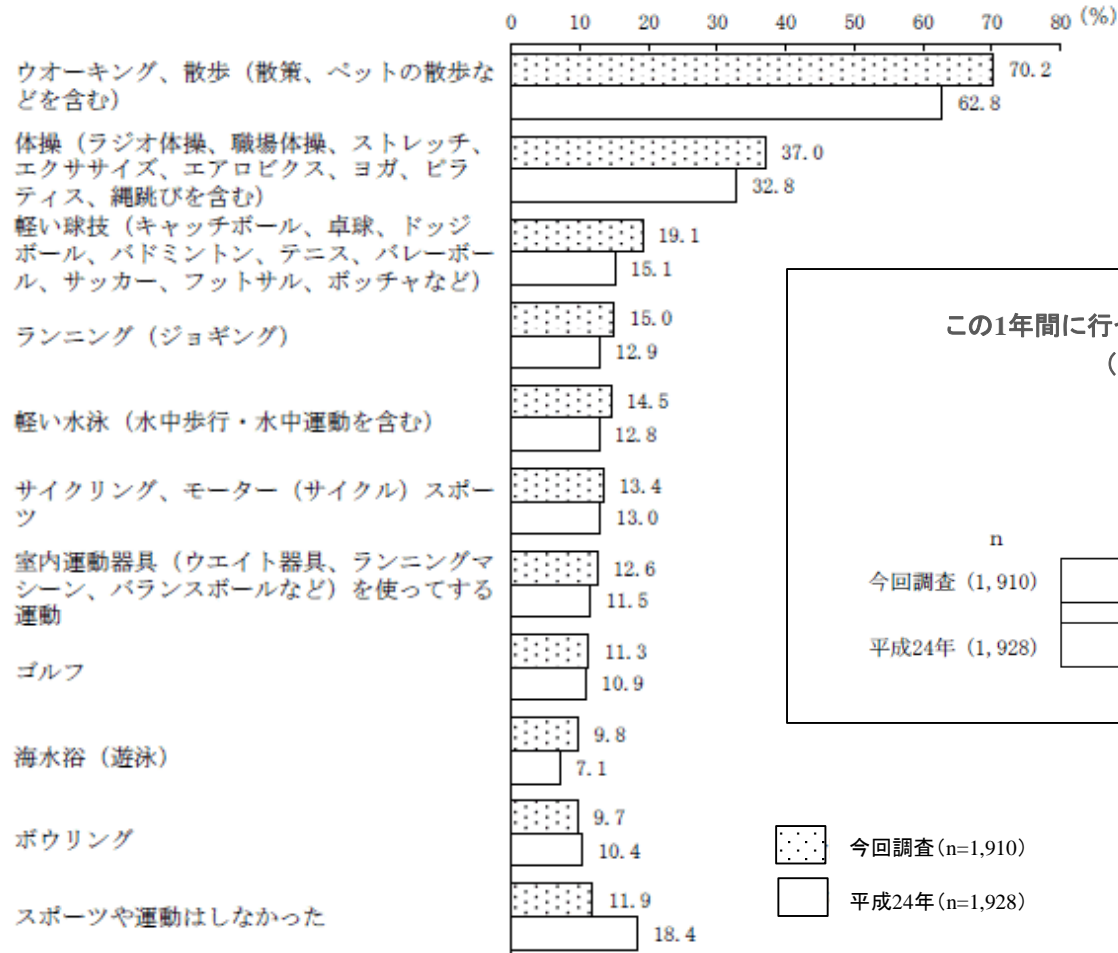 0 10 20 30 40 50 60 70 80 (%)
ウオーキング、散歩（散策、ペットの散歩な
どを含む）
70.2
62.8
体操（ラジオ体操、職場体操、ストレッチ、
エクササイズ、エアロビクス、ヨガ、ピラ
ティス、縄跳びを含む）
37.0
32.8
軽い球技（キャッチボール、卓球、ドッジ
ボール、バドミントン、テニス、バレーボー
ル、サッカー、フットサル、ボッチャなど）
19.1
15.1
ランニング（ジョギング）
15.0
12.9
軽い水泳（水中歩行・水中運動を含む）
14.5
12.8
サイクリング、モーター（サイクル）スポー
ツ
13.4
13.0
室内運動器具（ウエイト器具、ランニングマ
シーン、バランスボールなど）を使ってする
運動
12.6
11.5
ゴルフ
11.3
10.9
海水浴（遊泳）
9.8
7.1
ボウリング
9.7
10.4
スポーツや運動はしなかった
11.9
18.4
この1年間に行
（
n
今回調査（1,910）
平成24年（1,928）
今回調査（n=1,910）
平成24年（n=1,928）